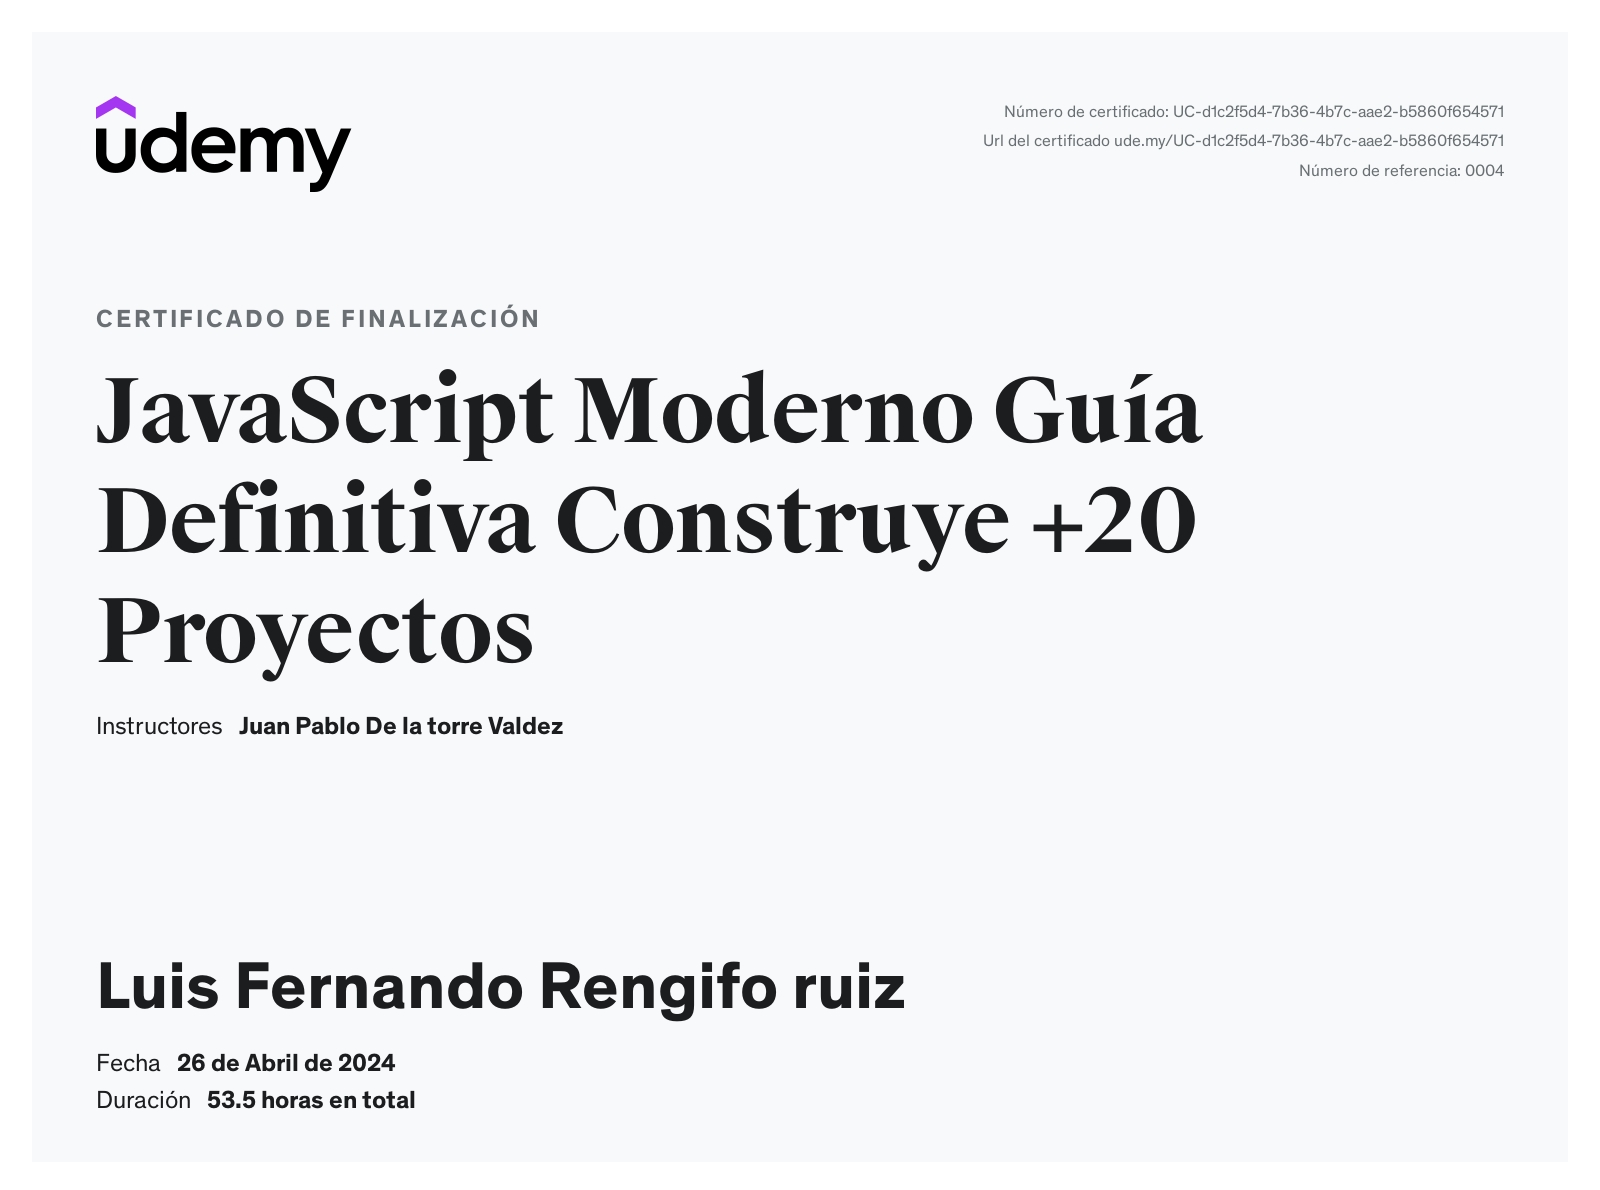 udemy
Número de certificado: UC-d1c2f5d4-7b36-4b7c-aae2-b5860f654571
Url del certificado ude.my/UC-d1c2f5d4-7b36-4b7c-aae2-b5860f654571
Número de referencia: 0004
CERTIFICADO DE FINALIZACIÓN
JavaScript Moderno Guía
Definitiva Construye +20
Proyectos
Instructores Juan Pablo De la torre Valdez
Luis Fernando Rengifo ruiz
Fecha 26 de Abril de 2024
Duración 53.5 horas en total